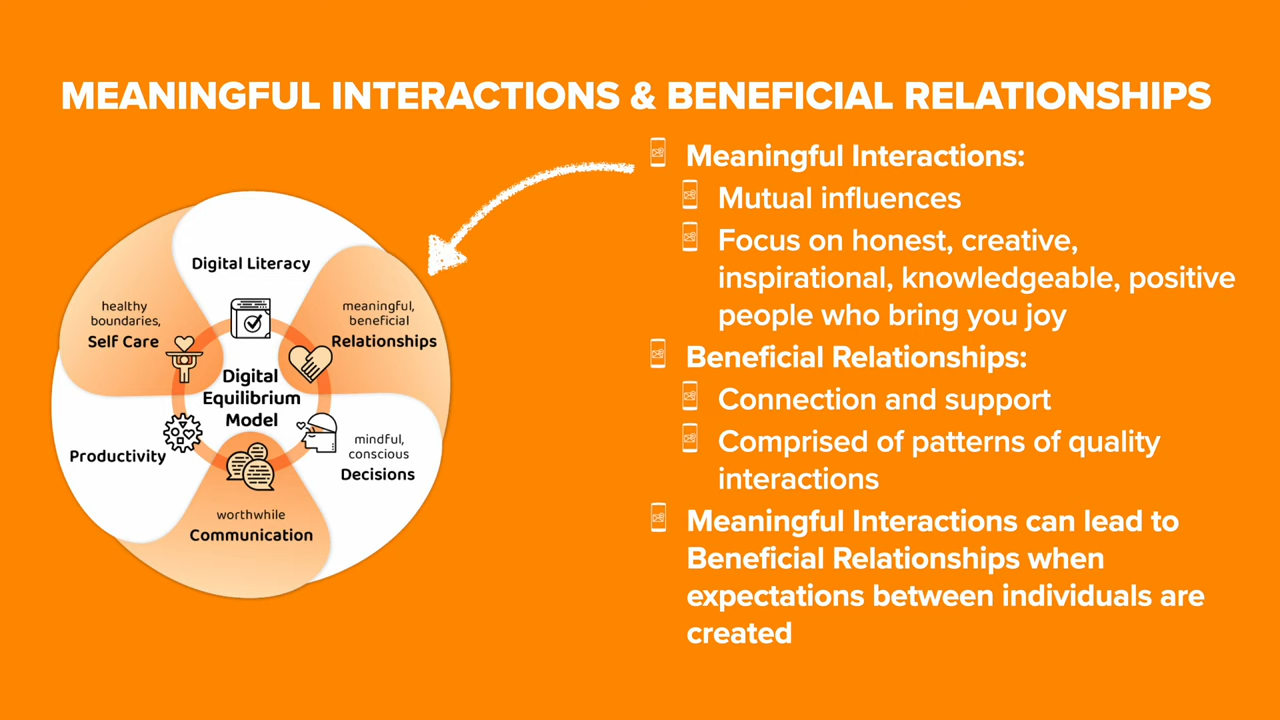 MEANINGFUL INTERACTIONS & BENEFICIAL RELATIONSHIPS
Digital Literacy
meaningful,
beneficial
Relationships
mindful,
conscious
Decisions
worthwhile
Communication
Productivity
healthy
boundaries,
Self Care
Digital
Equilibrium
Model
Meaningful Interactions:
Mutual influences
Focus on honest, creative,
inspirational, knowledgeable, positive
people who bring you joy
Beneficial Relationships:
Connection and support
Comprised of patterns of quality
interactions
Meaningful Interactions can lead to
Beneficial Relationships when
expectations between individuals are
created